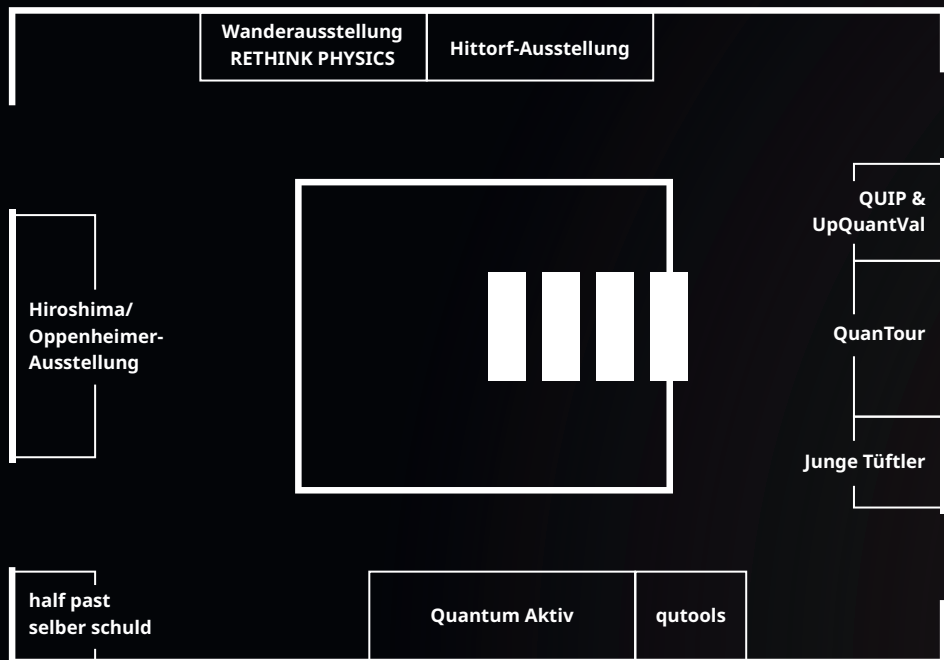 Wanderausstellung
RETHINK PHYSICS
Hittorf-Ausstellung
QUIP &
UpQuantVal
Hiroshima/
Oppenheimer-
Ausstellung
QuanTour
Junge Tüftler
half past
selber schuld
Quantum Aktiv
qutools